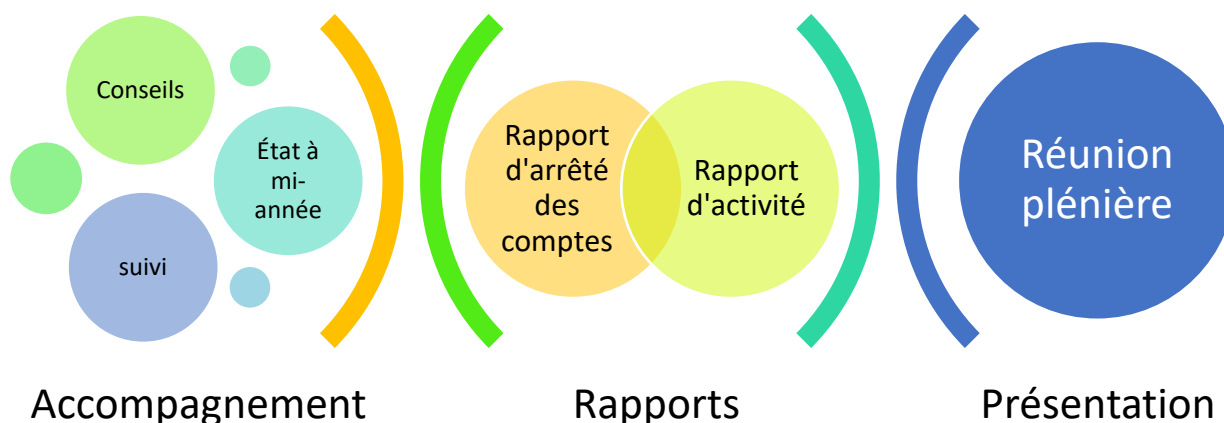 Conseils
État à
mi-
année
suivi
Rapport
d'arrêté
des
comptes
Rapport
d'activité
Réunion
plénière
Accompagnement
Rapports
Présentation